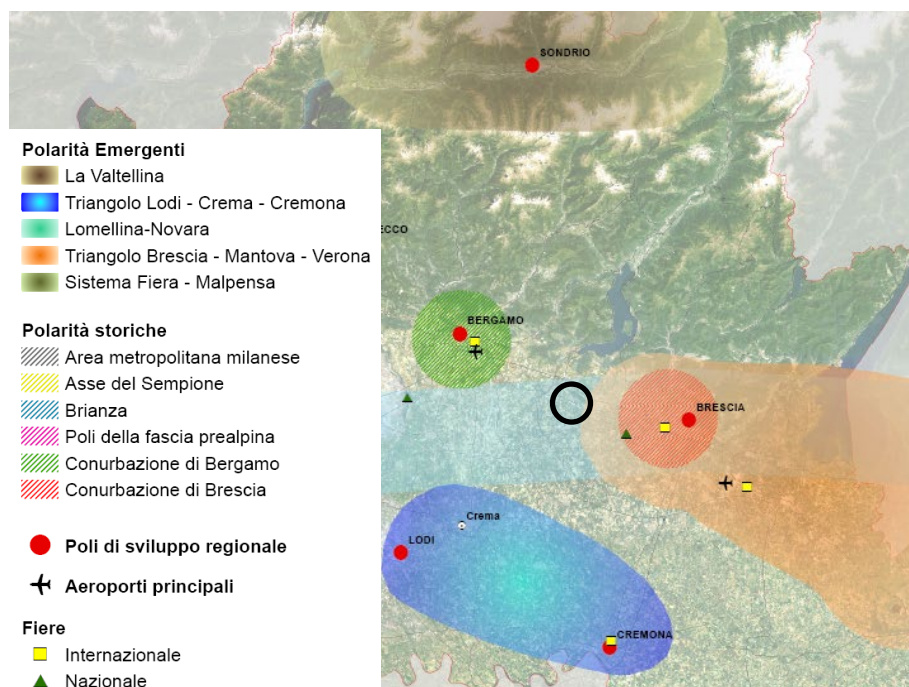 SONDRIO
Polarità Emergenti
La Valtellina
Triangolo Lodi - Crema - Cremona
Lomellina-Novara
Triangolo Brescia - Mantova - Verona
Sistema Fiera - Malpensa
ECCO
Polarità storiche
Area metropolitana milanese
Asse del Sempione
Brianza
Poli della fascia prealpina
Conurbazione di Bergamo
Conurbazione di Brescia
Poli di sviluppo regionale
Aeroporti principali
Fiere
Internazionale
Nazionale
BERGAMO
BRESCIA
Crema
LODI
CREMONA